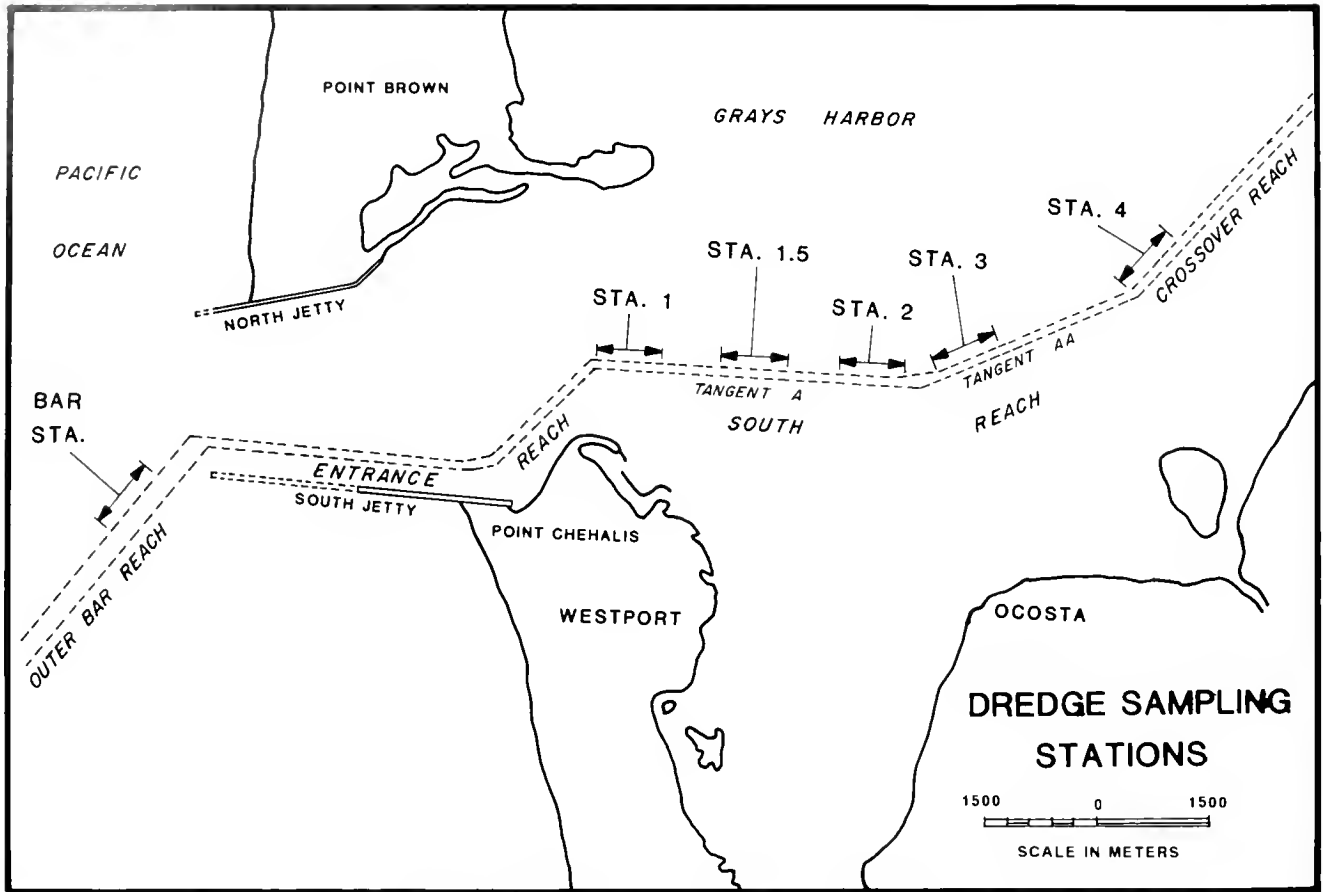 POINT BROWN
GRAYS HARBOR
PACIFIC
OCEAN
STA. 4
CROSSOVER REACH
STA. 1.5
STA. 3
STA. 1
STA. 2
NORTH JETTY
TANGENT AA
TANGENT A
SOUTH
REACH
BAR
STA.
REACH
ENTRANCE
SOUTH JETTY
POINT CHEHALIS
OUTER BAR REACH
WESTPORT
OCOSTA
DREDGE SAMPLING
STATIONS
1500 0 1500
SCALE IN METERS